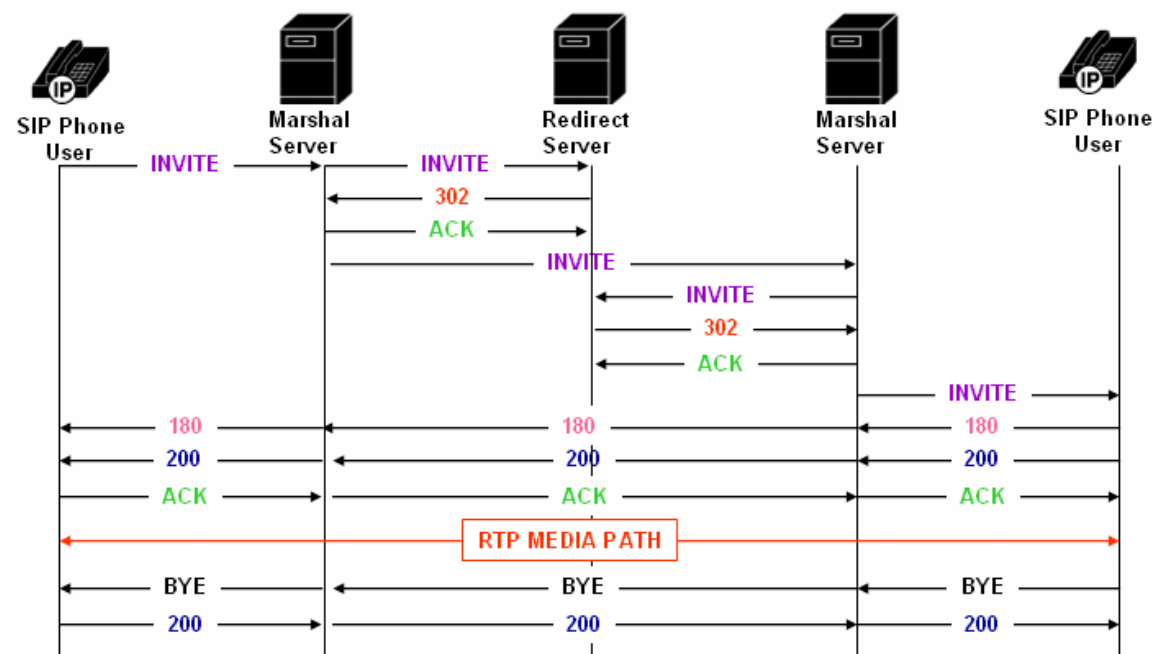 IP
SIP Phone
User
Marshal
Server
Redirect
Server
Marshal
Server
IP
SIP Phone
User
INVITE
INVITE
302
ACK
INVITE
INVITE
302
ACK
INVITE
180
180
180
200
200
200
ACK
ACK
ACK
RTP MEDIA PATH
BYE
BYE
BYE
200
200
200